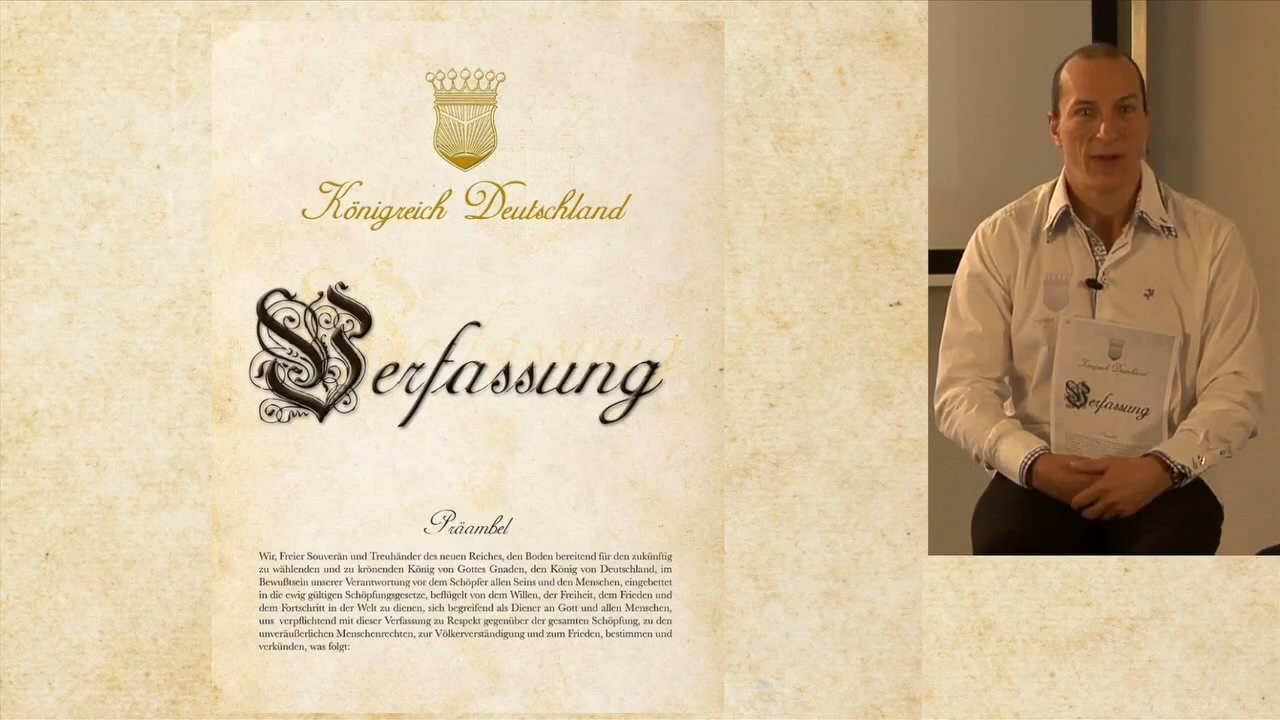 Königreich Deutschland
Verfassung
Präambel
Wir, Freier Souverän und Treuhänder des neuen Reiches, den Boden bereitend für den zukünftig
zu wählenden und zu krönenden König von Gottes Gnaden, den König von Deutschland, im
Bewußtsein unserer Verantwortung vor dem Schöpfer allen Seins und den Menschen, eingebettet
in die ewig gültigen Schöpfungsgesetze, beflügelt von dem Willen, der Freiheit, dem Frieden und
dem Fortschritt in der Welt zu dienen, sich begreifend als Diener an Gott und allen Menschen,
uns verpflichtend mit dieser Verfassung zu Respekt gegenüber der gesamten Schöpfung, zu den
unveräußerlichen Menschenrechten, zur Völkerverständigung und zum Frieden, bestimmen und
verkünden, was folgt:
Königreich Deutschland
Verfassung